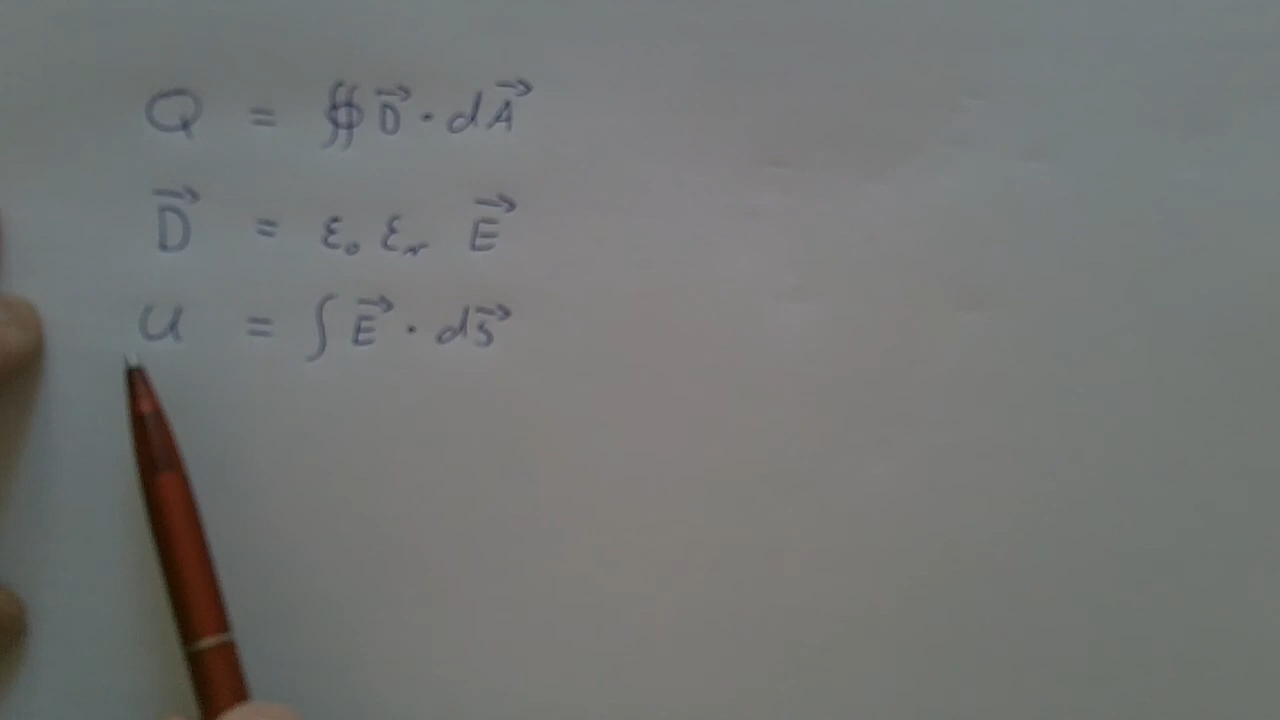 Q = ∯ D⃗ · dA⃗
D⃗ = ε₀ εᵣ E⃗
U = ∫ E⃗ · ds⃗